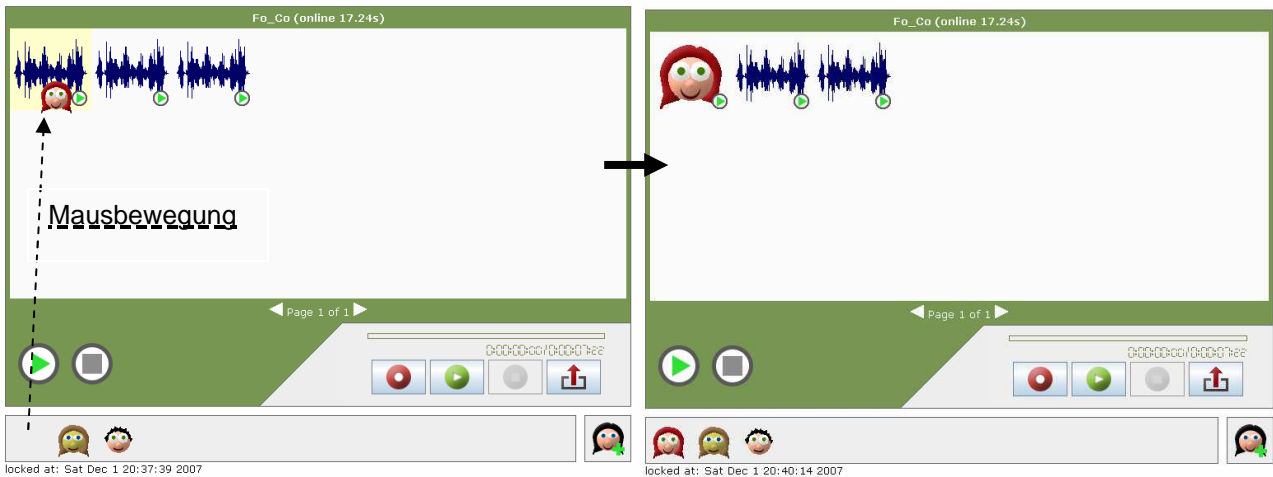 Fo_Co (online 17.24s)
Mausbewegung
Page 1 of 1
locked at: Sat Dec 1 20:37:39 2007
Fo_Co (online 17.24s)
Page 1 of 1
locked at: Sat Dec 1 20:40:14 2007